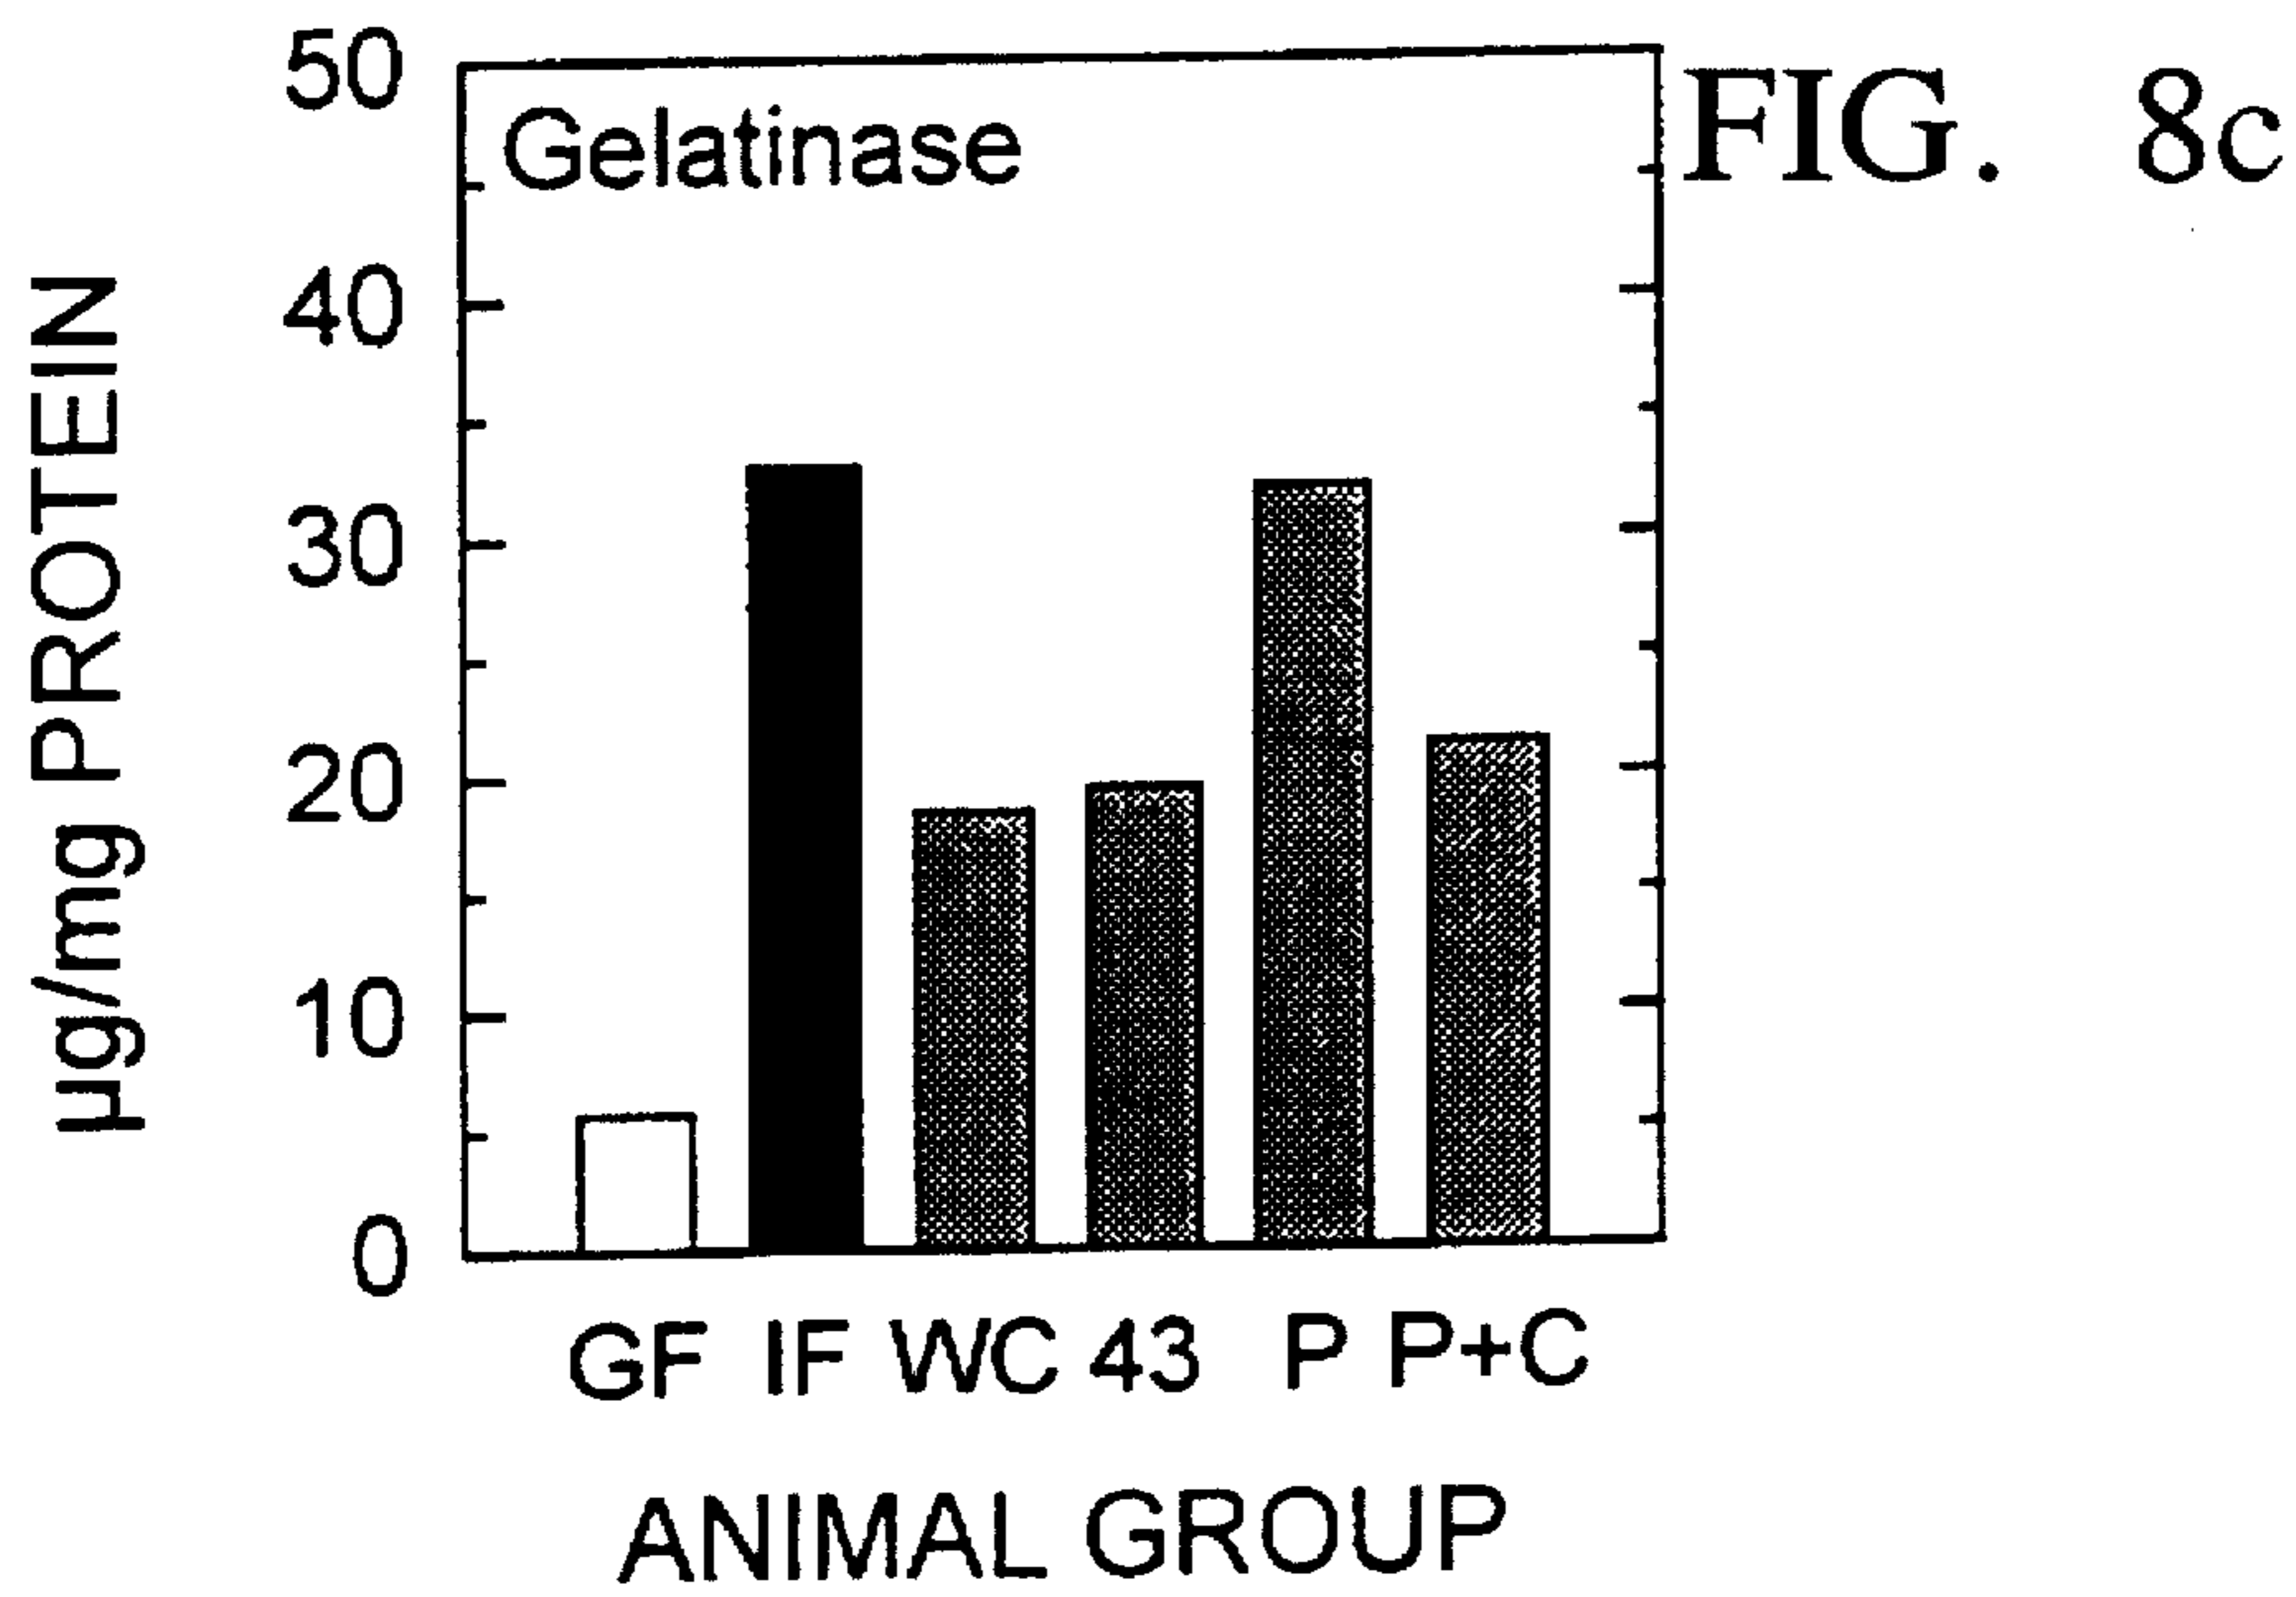 FIG. 8c
Gelatinase
50
40
30
20
10
0
µg/mg PROTEIN
GF IF WC 43 P P+C
ANIMAL GROUP